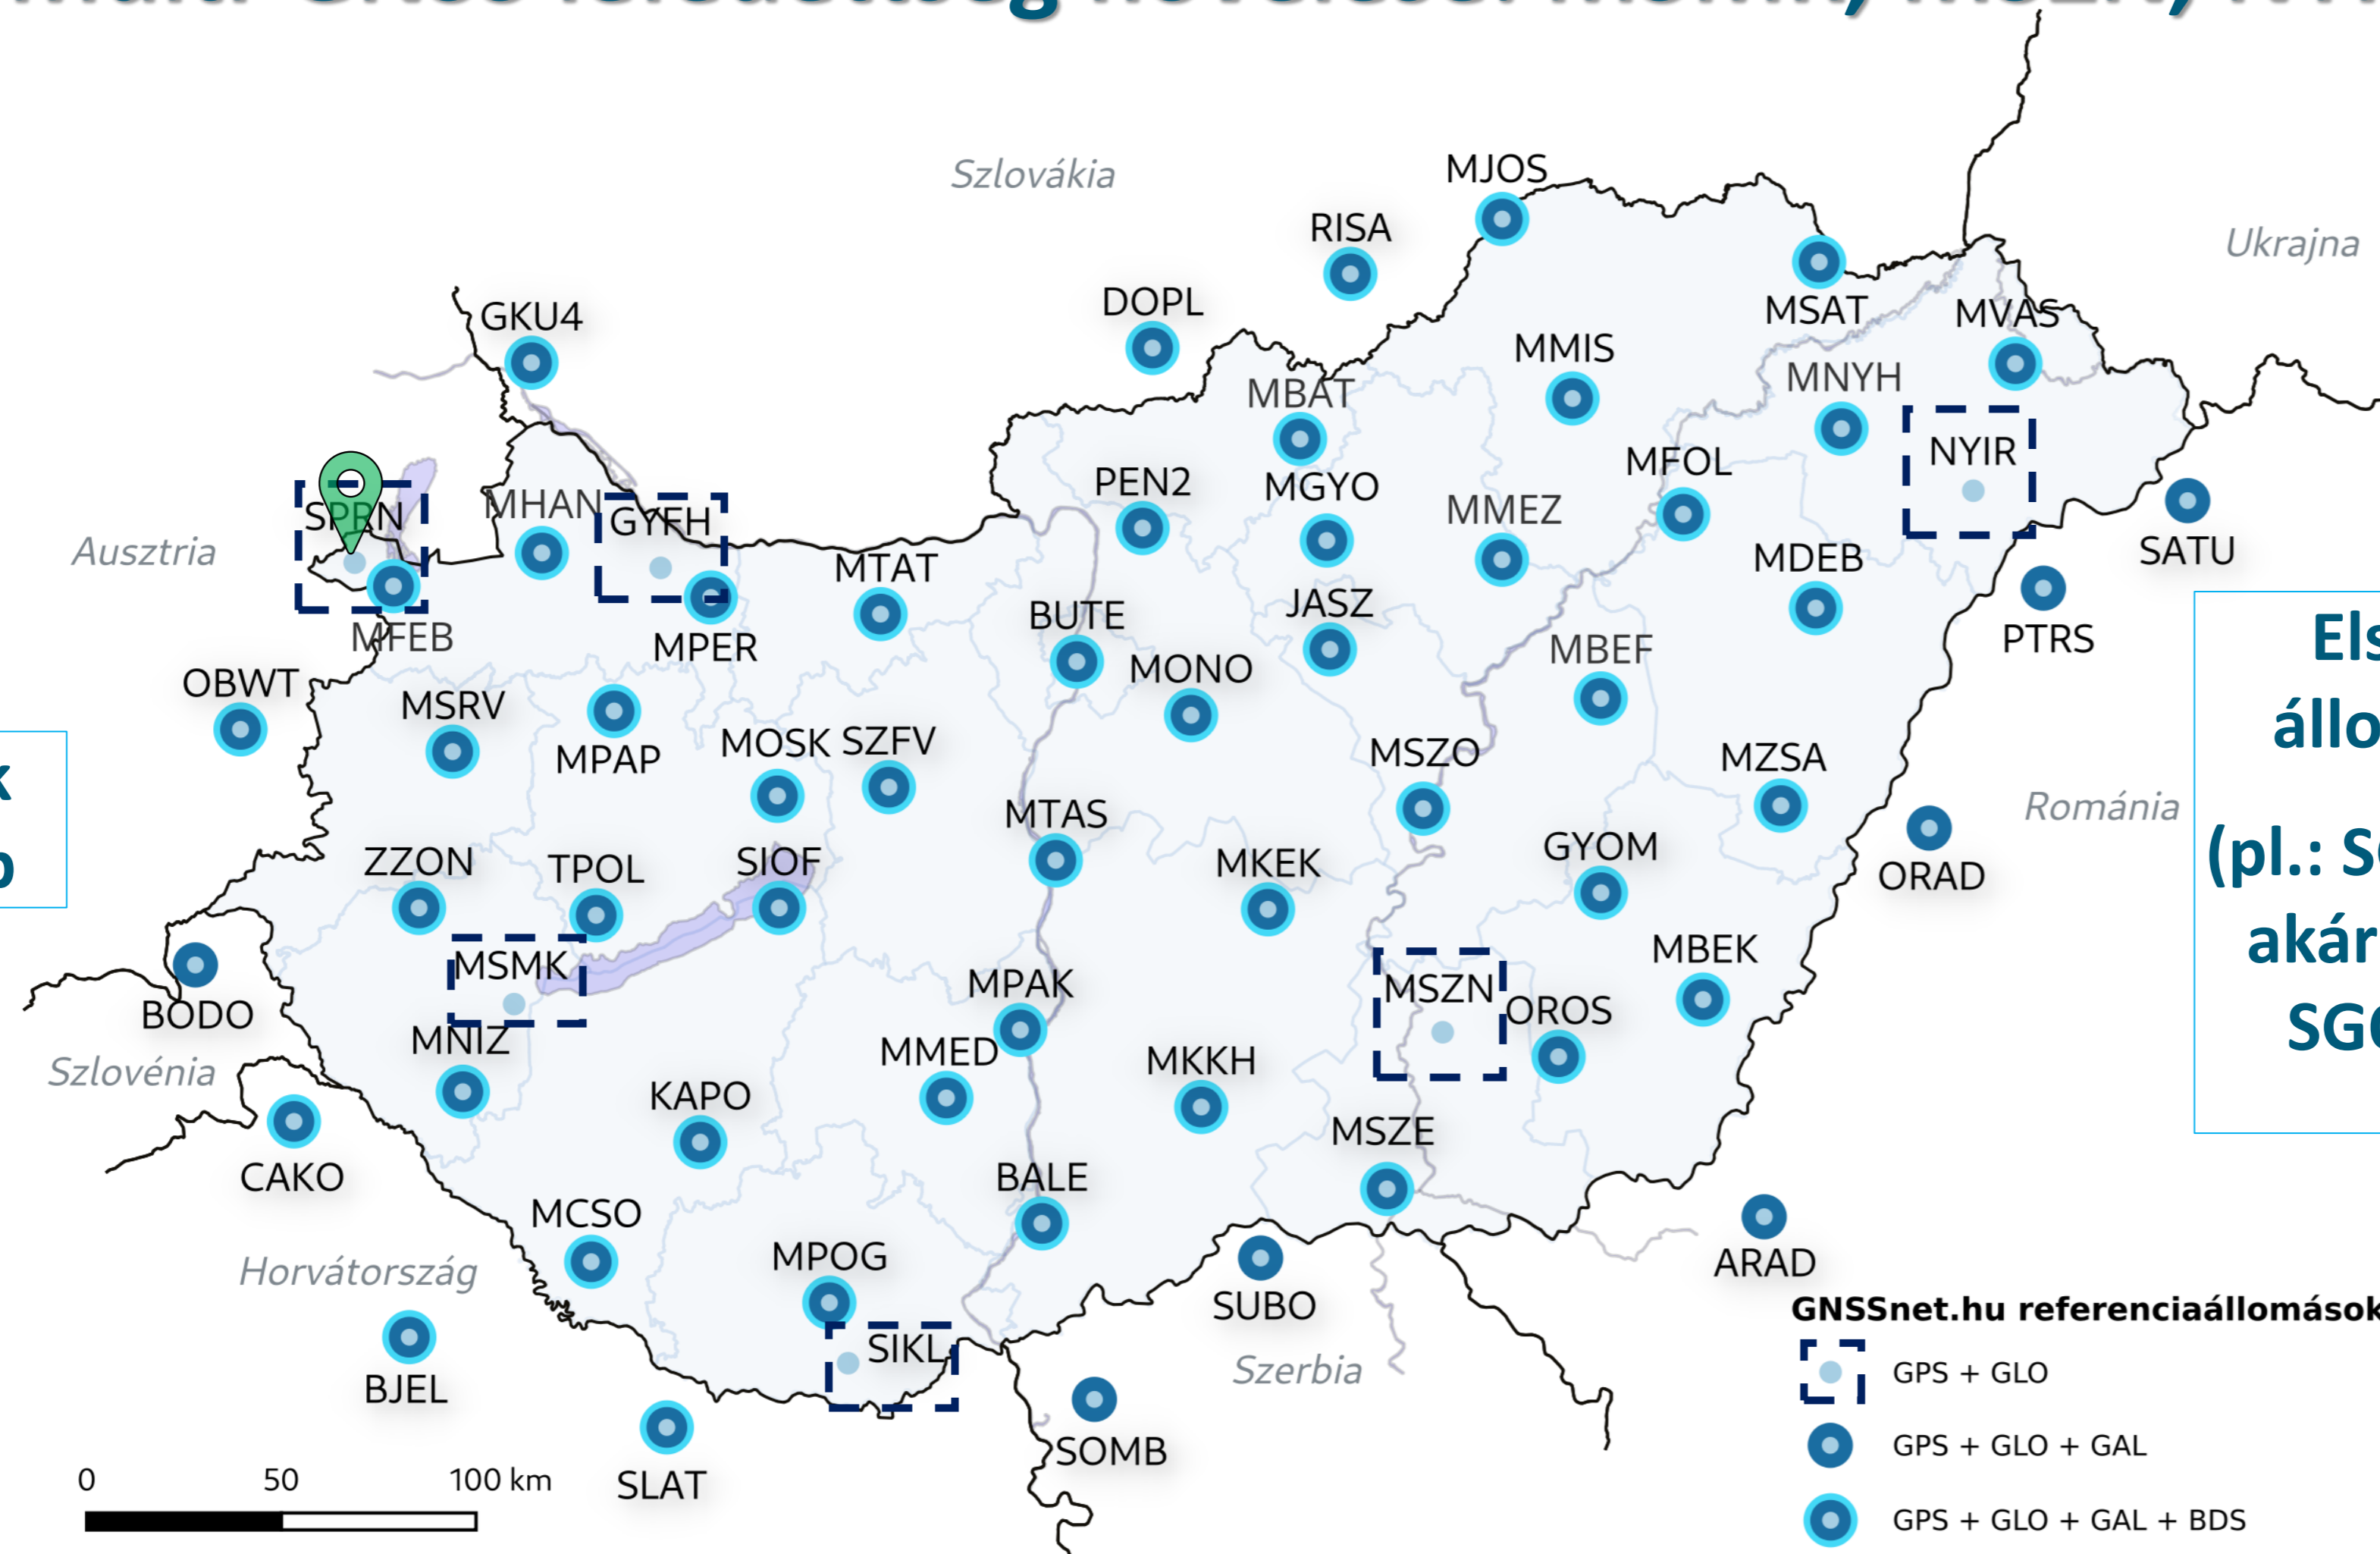 Szlovákia
MJOS
RISA
Ukrajna
DOPL
MSAT
MVAS
GKU4
MMIS
MNYH
MBAT
NYIR
MFOL
PEN2
MGYO
MHAN
MMEZ
SPRN
GYFH
Ausztria
SATU
MTAT
MDEB
JASZ
BUTE
MFEB
PTRS
MPER
MBEF
MONO
OBWT
MSRV
MOSK
SZFV
MSZO
MPAP
MZSA
Románia
MTAS
GYOM
ZZON
TPOL
SIOF
MKEK
ORAD
(pl.:
akár
MBEK
MSMK
MPAK
MSZN
OROS
BODO
MNIZ
MMED
MKKH
Szlovénia
KAPO
MSZE
CAKO
BALE
MCSO
MPOG
ARAD
Horvátország
SUBO
GNSSnet.hu referenciaállomások
SIKL
Szerbia
GPS + GLO
BJEL
SOMB
GPS + GLO + GAL
0 50 100 km
SLAT
GPS + GLO + GAL + BDS